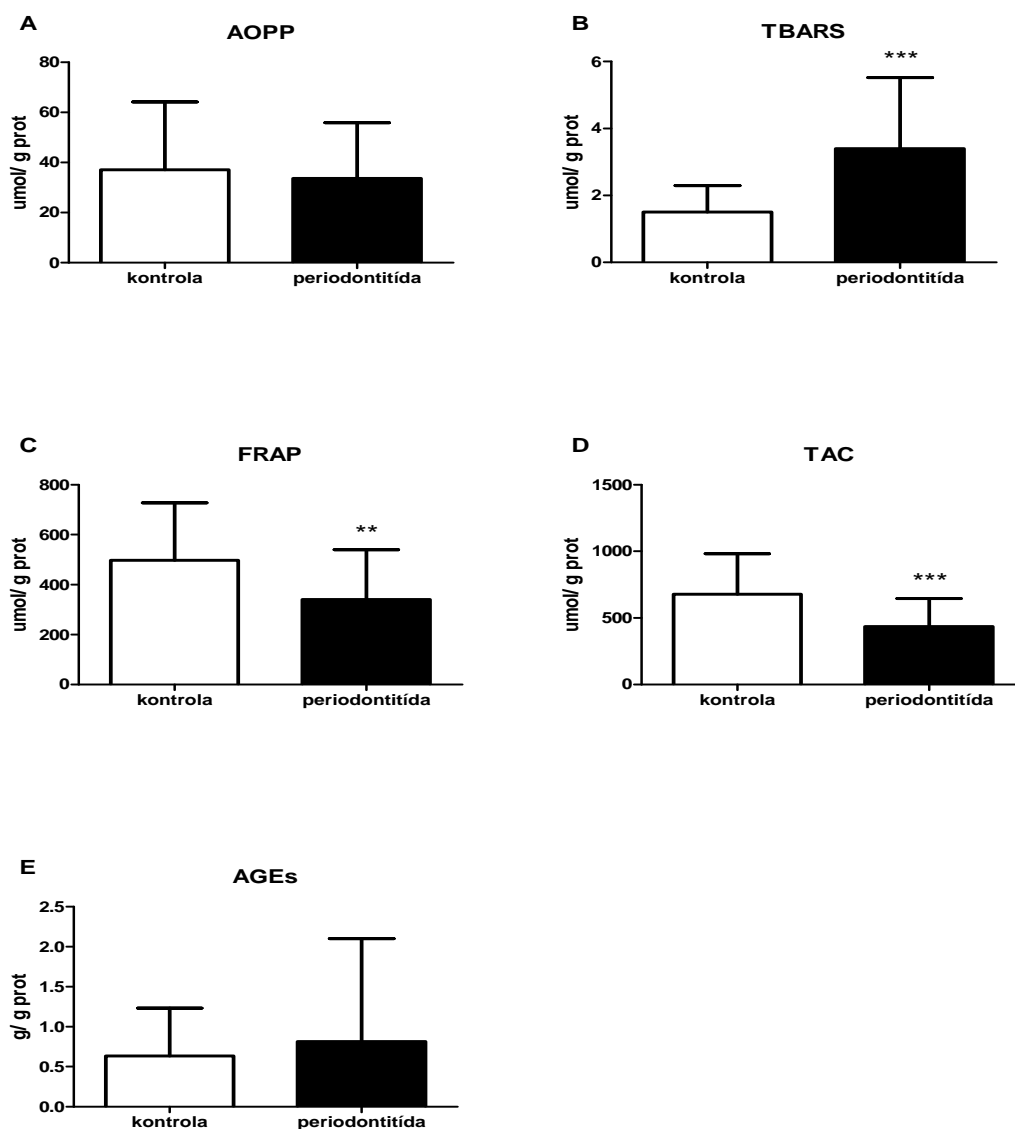 A
AOPP
80
60
40
20
0
umol/ g prot
kontrola
periodontitída
B
TBARS
***
6
4
2
0
umol/ g prot
kontrola
periodontitída
C
FRAP
**
800
600
400
200
0
umol/ g prot
kontrola
periodontitída
D
TAC
***
1500
1000
500
0
umol/ g prot
kontrola
periodontitída
E
AGEs
2.5
2.0
1.5
1.0
0.5
0.0
g/ g prot
kontrola
periodontitída